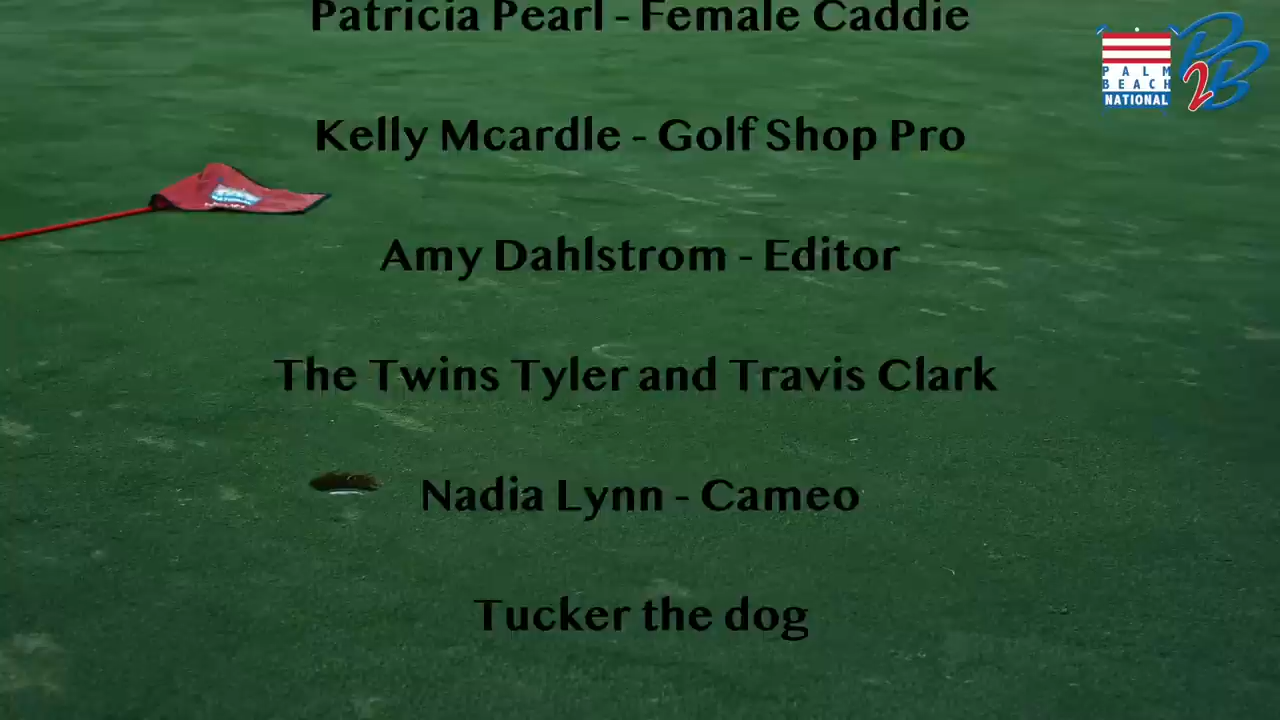 Patricia Pearl - Female Caddie
Kelly Mcardle - Golf Shop Pro
Amy Dahlstrom - Editor
The Twins Tyler and Travis Clark
Nadia Lynn - Cameo
Tucker the dog
PALM
BEACH
NATIONAL
P2B